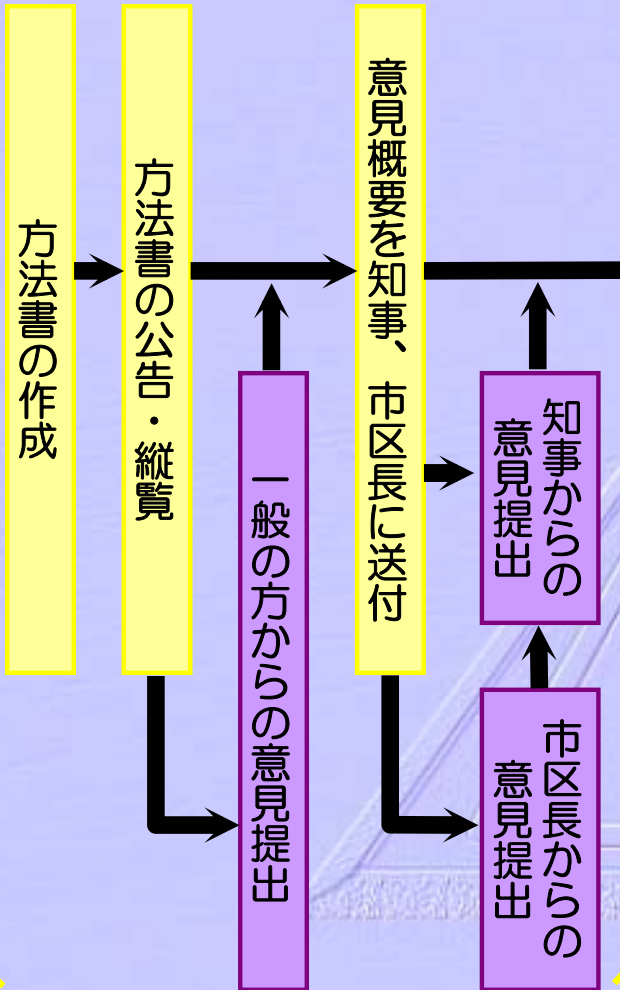 方法書の作成
方法書の公告・縦覧
一般の方からの意見提出
意見概要を知事、市区長に送付
知事からの
意見提出
市区長からの
意見提出